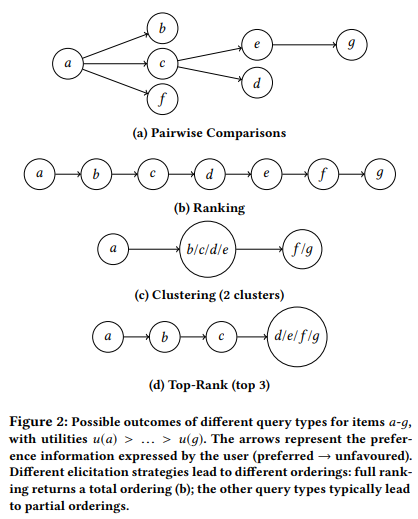 b
a
c
e
g
d
f
(a) Pairwise Comparisons
a b c d e f g
(b) Ranking
a b/c/d/e f/g
(c) Clustering (2 clusters)
a b c d/e/f/g
(d) Top-Rank (top 3)
Figure 2: Possible outcomes of different query types for items a-g,
with utilities u(a) > ... > u(g). The arrows represent the prefer-
ence information expressed by the user (preferred → unfavoured).
Different elicitation strategies lead to different orderings: full rank-
ing returns a total ordering (b); the other query types typically lead
to partial orderings.